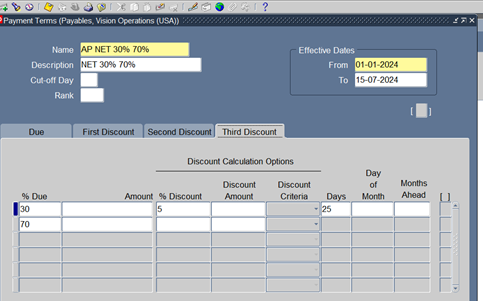 Payment Terms (Payables, Vision Operations (USA))
Name AP NET 30% 70%
Description NET 30% 70%
Cut-off Day
Rank
Effective Dates
From 01-01-2024
To 15-07-2024
[ ]
Due First Discount Second Discount Third Discount
Discount Calculation Options
% Due Amount % Discount Discount Amount Discount Criteria Days Day of Month Months Ahead [ ]
30 5 25
70